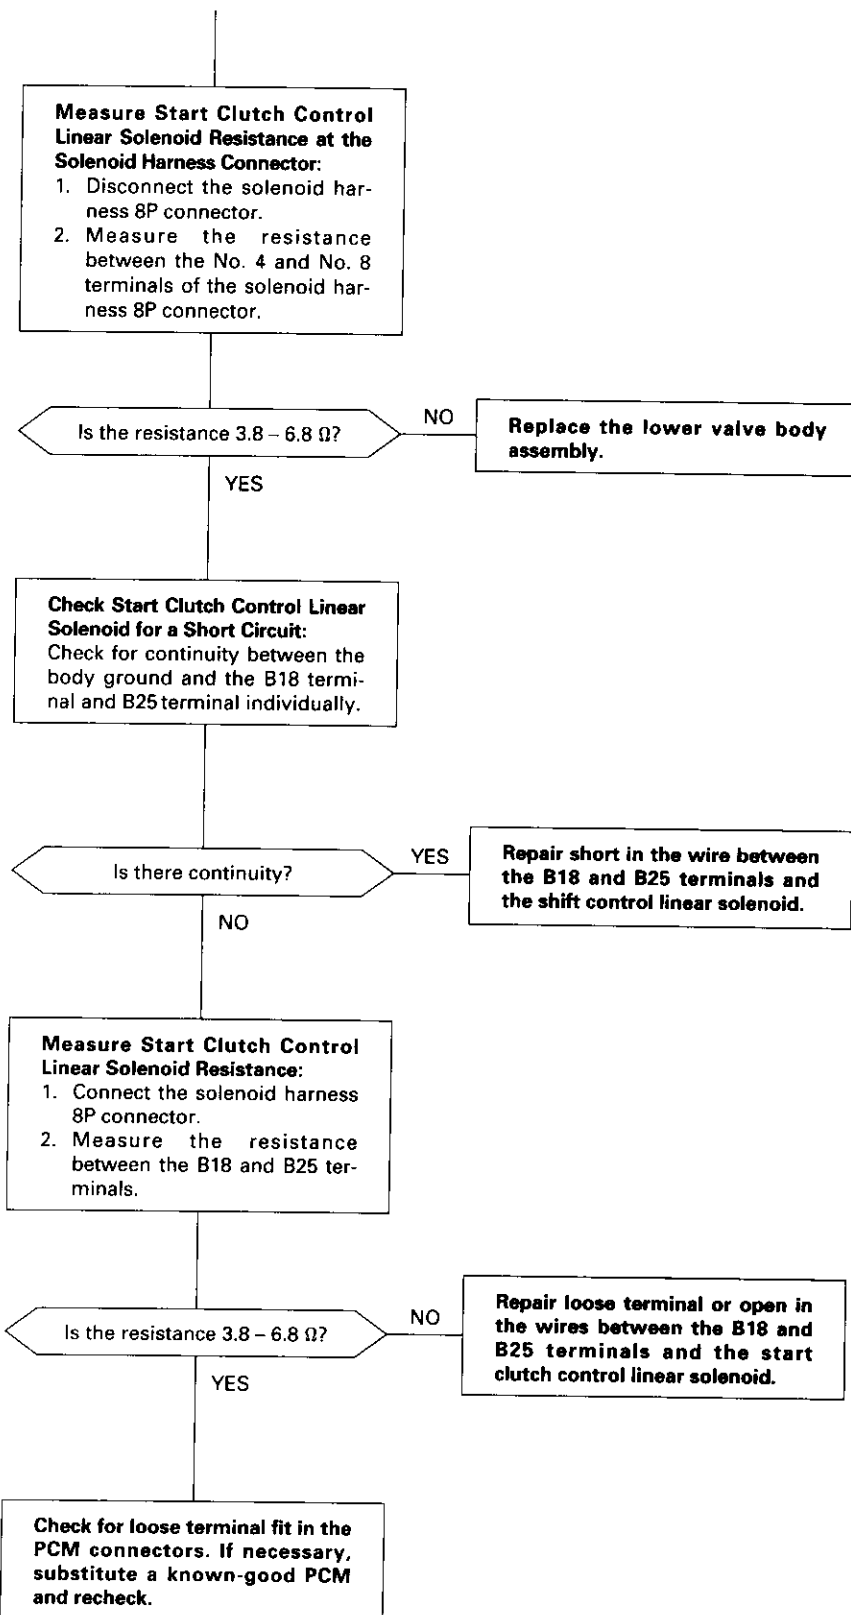 Measure Start Clutch Control
Linear Solenoid Resistance at the
Solenoid Harness Connector:
1. Disconnect the solenoid har-
ness 8P connector.
2. Measure the resistance
between the No. 4 and No. 8
terminals of the solenoid har-
ness 8P connector.
Is the resistance 3.8 – 6.8 Ω?
NO
Replace the lower valve body
assembly.
YES
Check Start Clutch Control Linear
Solenoid for a Short Circuit:
Check for continuity between the
body ground and the B18 termi-
nal and B25 terminal individually.
Is there continuity?
YES
Repair short in the wire between
the B18 and B25 terminals and
the shift control linear solenoid.
NO
Measure Start Clutch Control
Linear Solenoid Resistance:
1. Connect the solenoid harness
8P connector.
2. Measure the resistance
between the B18 and B25 ter-
minals.
Is the resistance 3.8 – 6.8 Ω?
NO
Repair loose terminal or open in
the wires between the B18 and
B25 terminals and the start
clutch control linear solenoid.
YES
Check for loose terminal fit in the
PCM connectors. If necessary,
substitute a known-good PCM
and recheck.